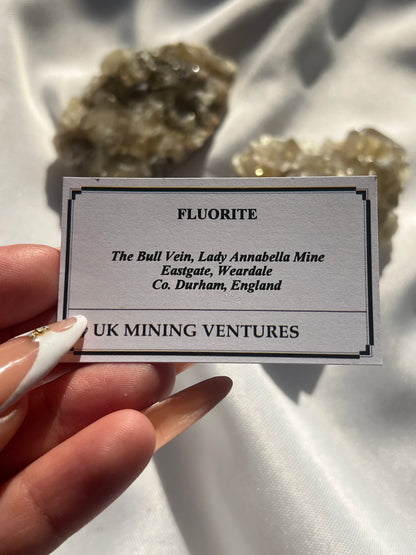 FLUORITE
The Bull Vein, Lady Annabella Mine
Eastgate, Weardale
Co. Durham, England
UK MINING VENTURES